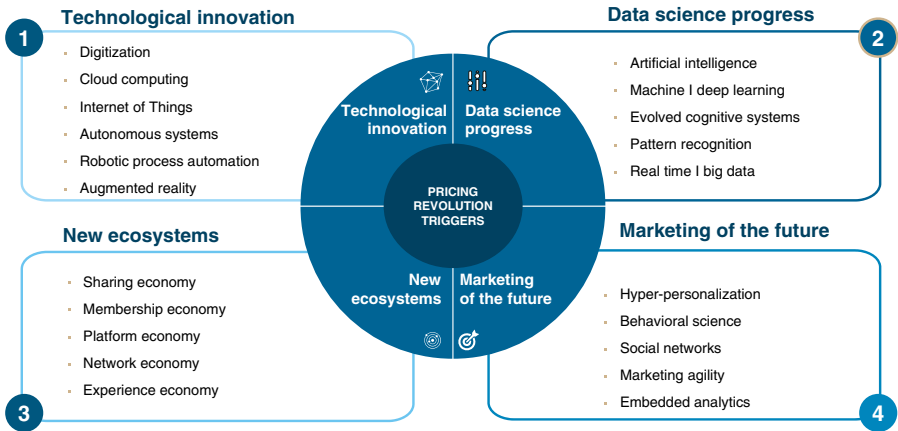 Technological innovation
1
Digitization
Cloud computing
Internet of Things
Autonomous systems
Robotic process automation
Augmented reality
Data science progress
2
Artificial intelligence
Machine I deep learning
Evolved cognitive systems
Pattern recognition
Real time I big data
Technological
innovation
Data science
progress
PRICING
REVOLUTION
TRIGGERS
New
ecosystems
Marketing
of the future
New ecosystems
Sharing economy
Membership economy
Platform economy
Network economy
Experience economy
3
Marketing of the future
Hyper-personalization
Behavioral science
Social networks
Marketing agility
Embedded analytics
4